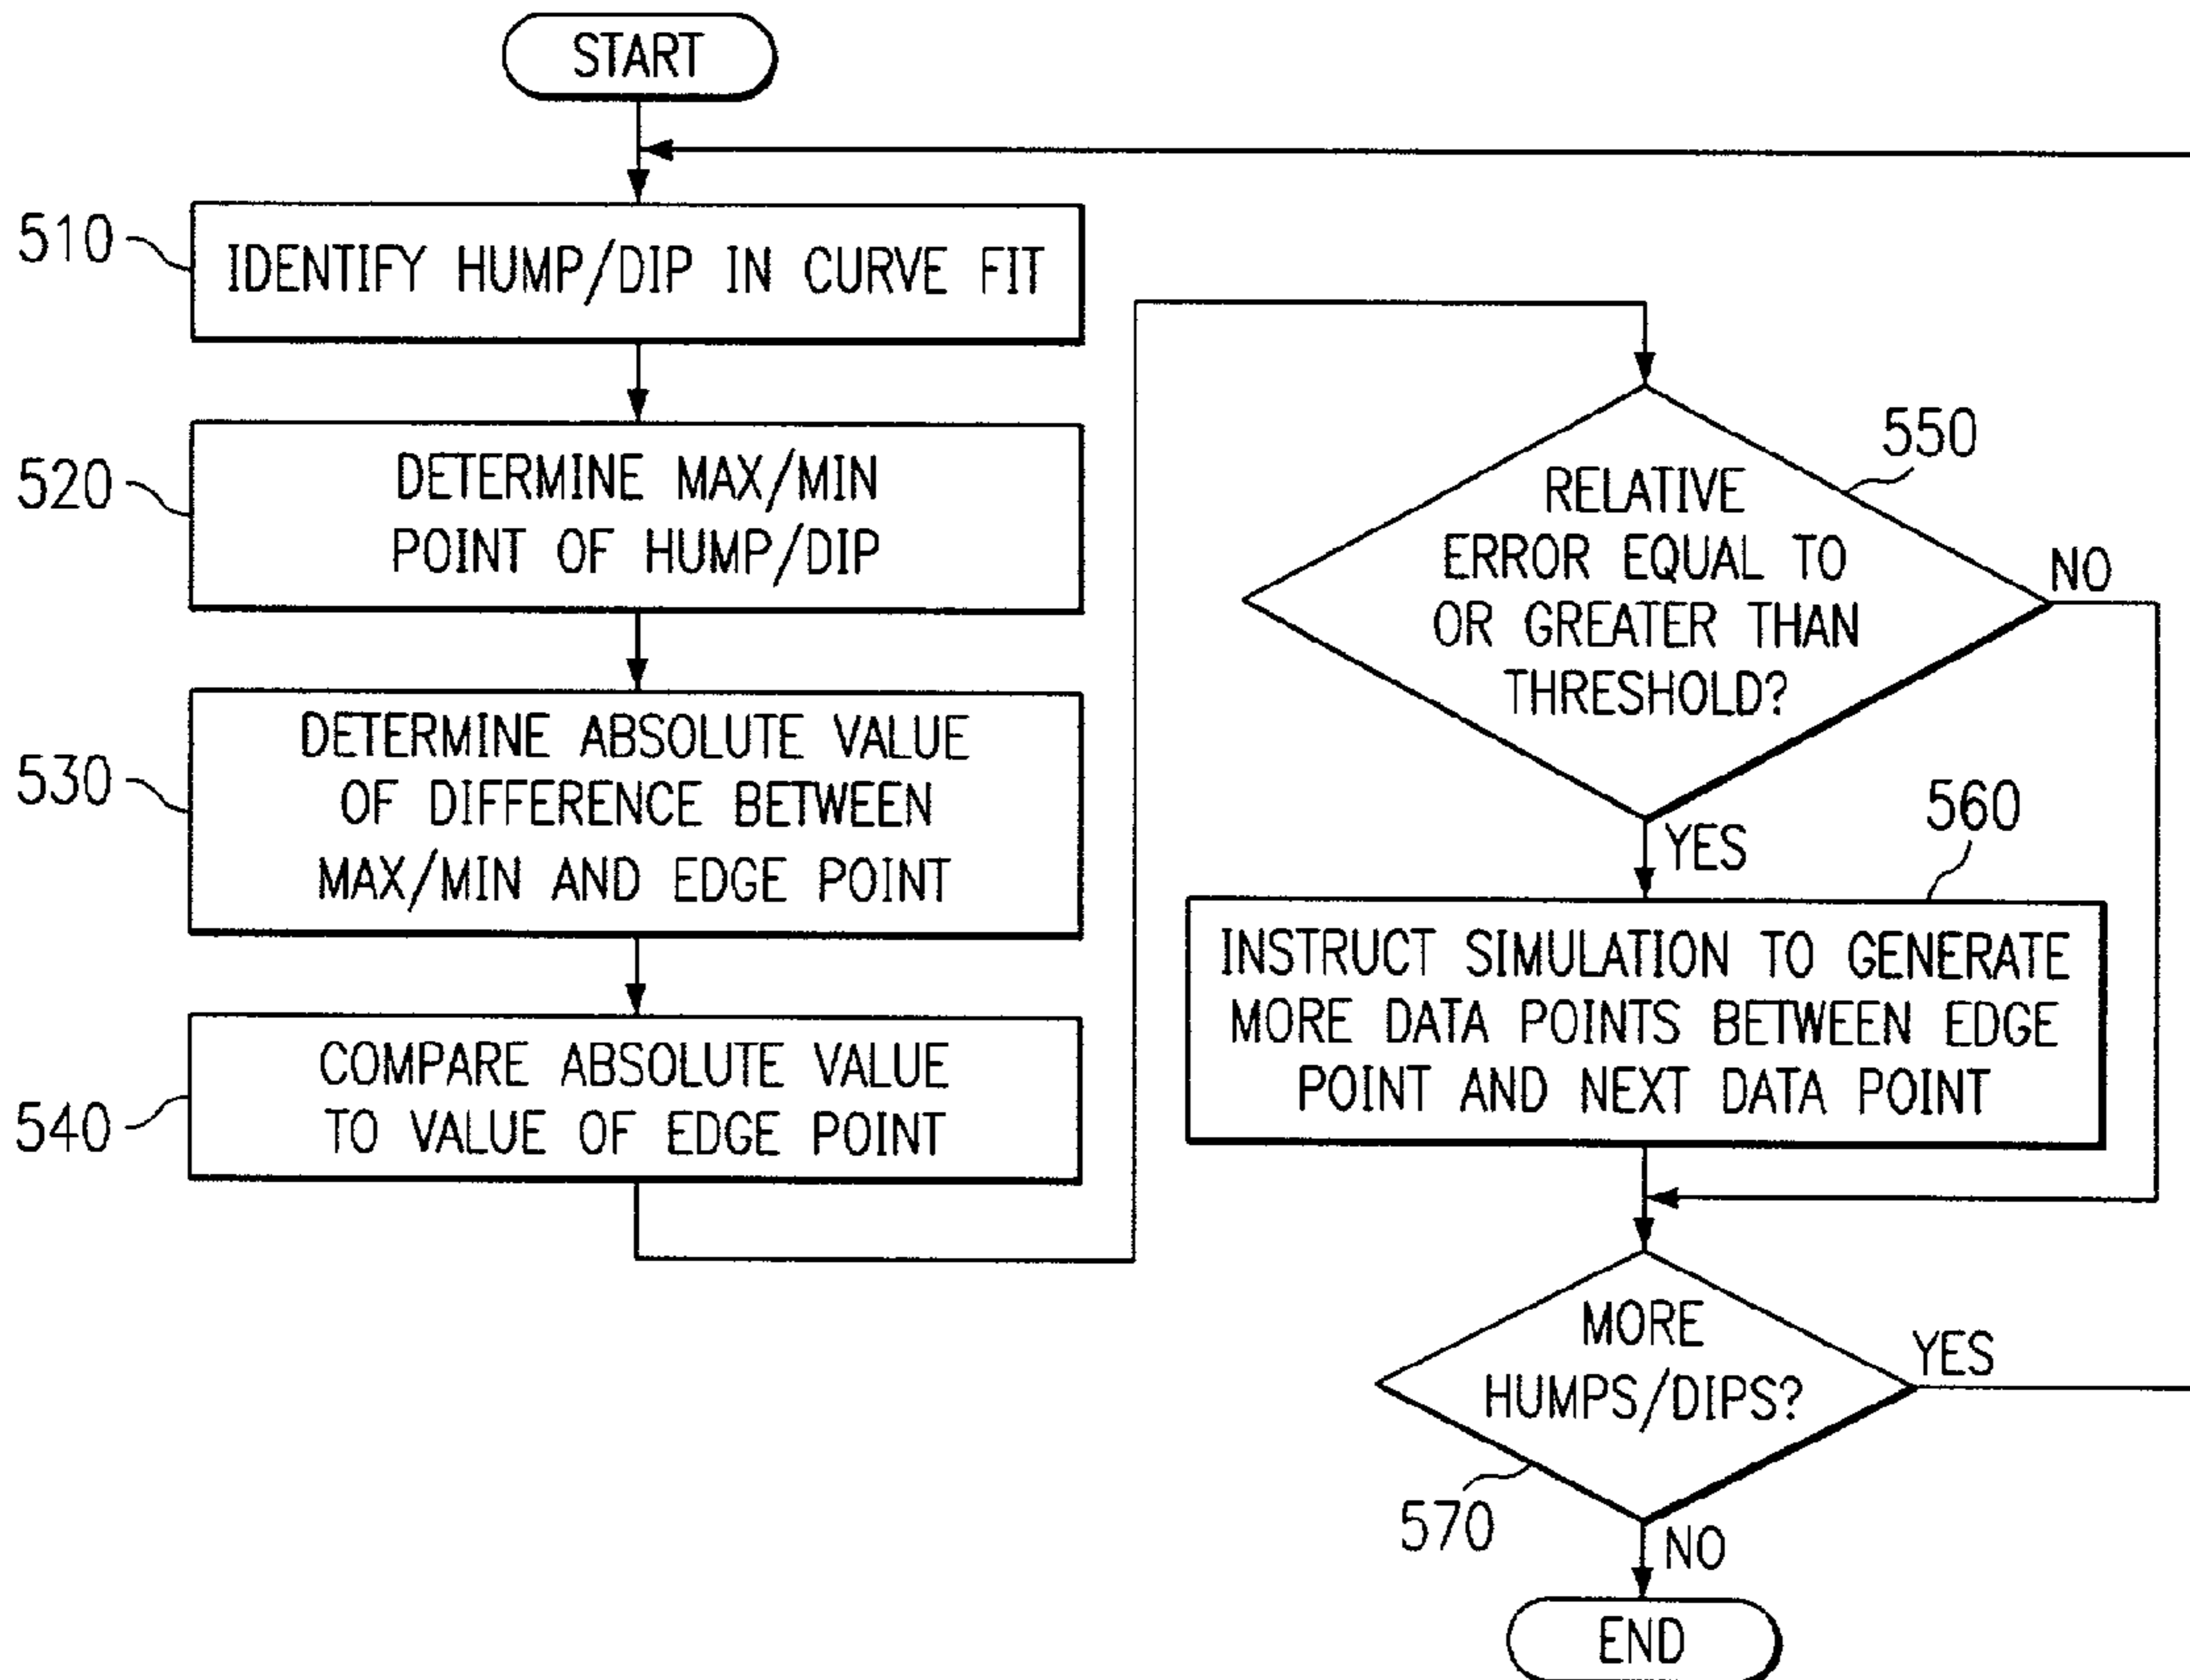 START
510
IDENTIFY HUMP/DIP IN CURVE FIT
520
DETERMINE MAX/MIN
POINT OF HUMP/DIP
530
DETERMINE ABSOLUTE VALUE
OF DIFFERENCE BETWEEN
MAX/MIN AND EDGE POINT
540
COMPARE ABSOLUTE VALUE
TO VALUE OF EDGE POINT
550
RELATIVE
ERROR EQUAL TO
OR GREATER THAN
THRESHOLD?
NO
YES
560
INSTRUCT SIMULATION TO GENERATE
MORE DATA POINTS BETWEEN EDGE
POINT AND NEXT DATA POINT
MORE
HUMPS/DIPS?
YES
570
NO
END